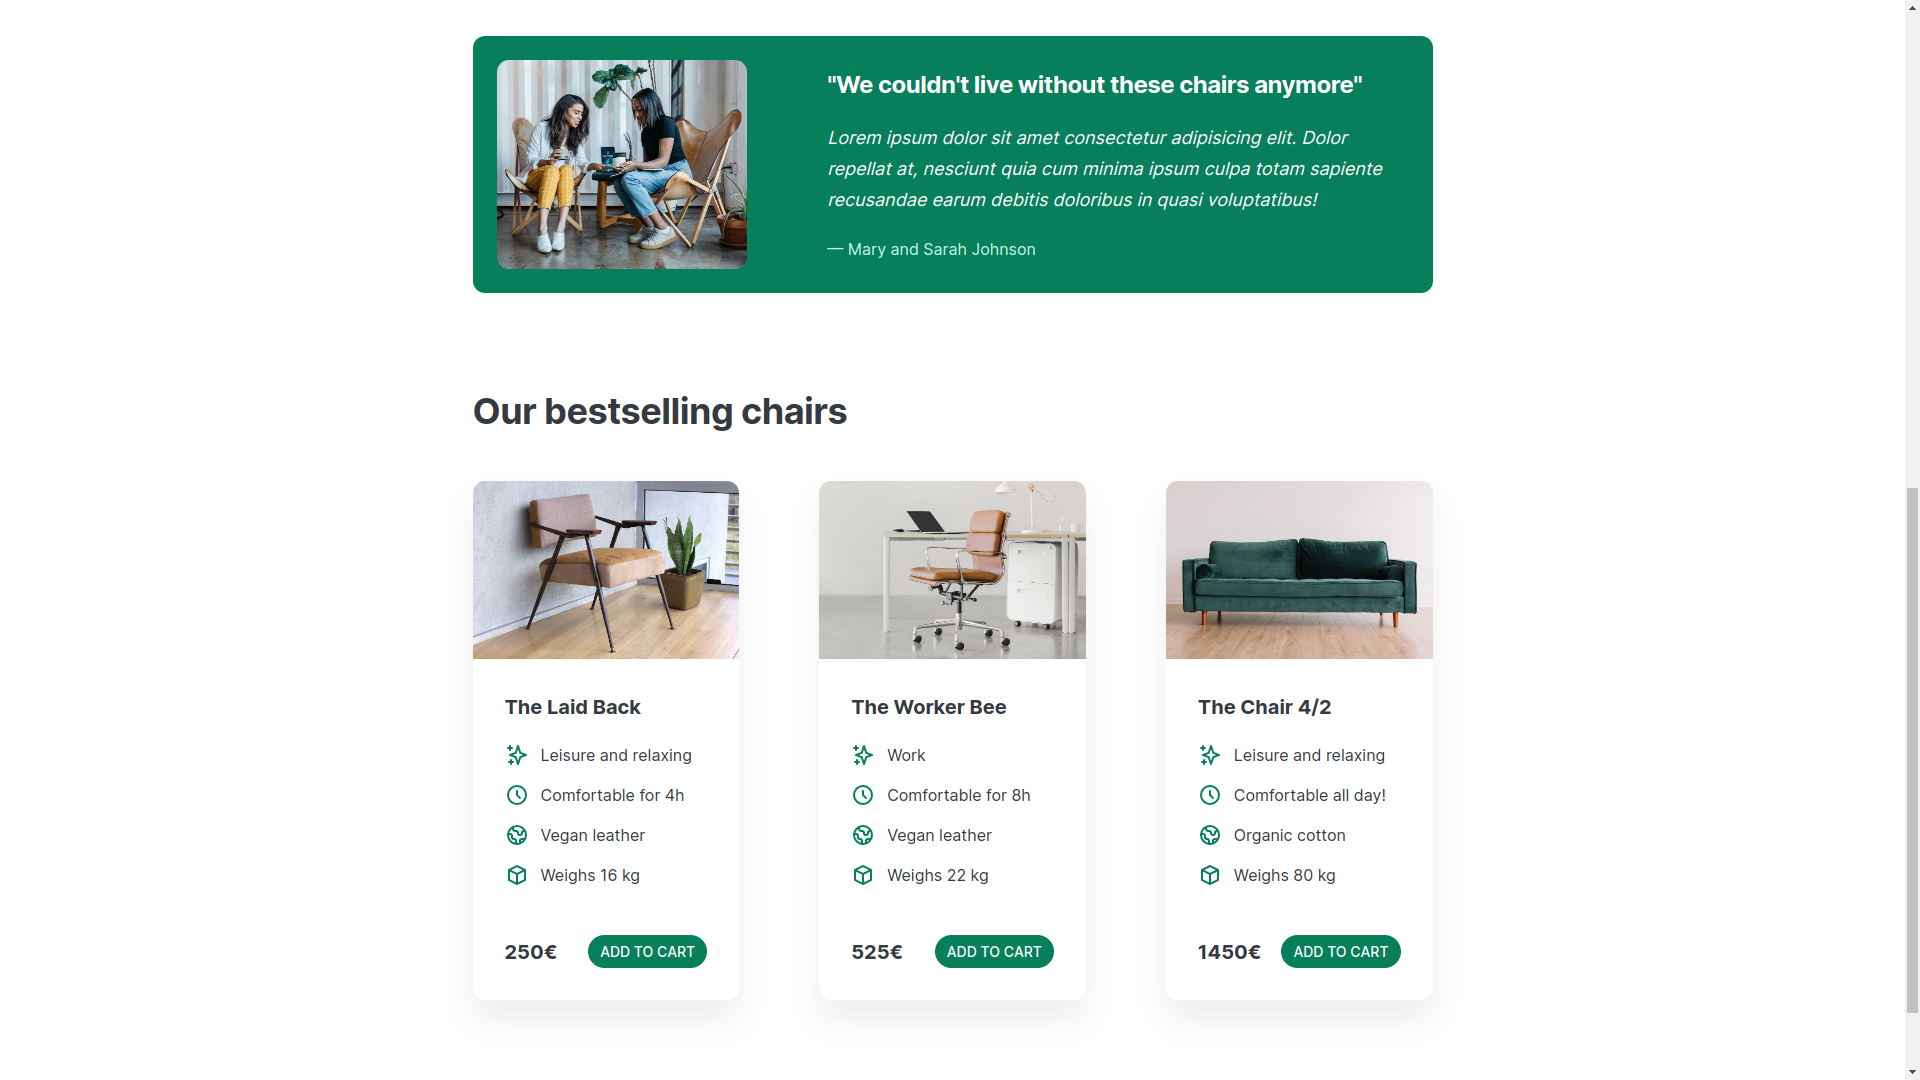 "We couldn't live without these chairs anymore"
Lorem ipsum dolor sit amet consectetur adipisicing elit. Dolor
repellat at, nesciunt quia cum minima ipsum culpa totam sapiente
recusandae earum debitis doloribus in quasi voluptatibus!
— Mary and Sarah Johnson
Our bestselling chairs
The Laid Back
Leisure and relaxing
Comfortable for 4h
Vegan leather
Weighs 16 kg
250€ ADD TO CART
The Worker Bee
Work
Comfortable for 8h
Vegan leather
Weighs 22 kg
525€ ADD TO CART
The Chair 4/2
Leisure and relaxing
Comfortable all day!
Organic cotton
Weighs 80 kg
1450€ ADD TO CART